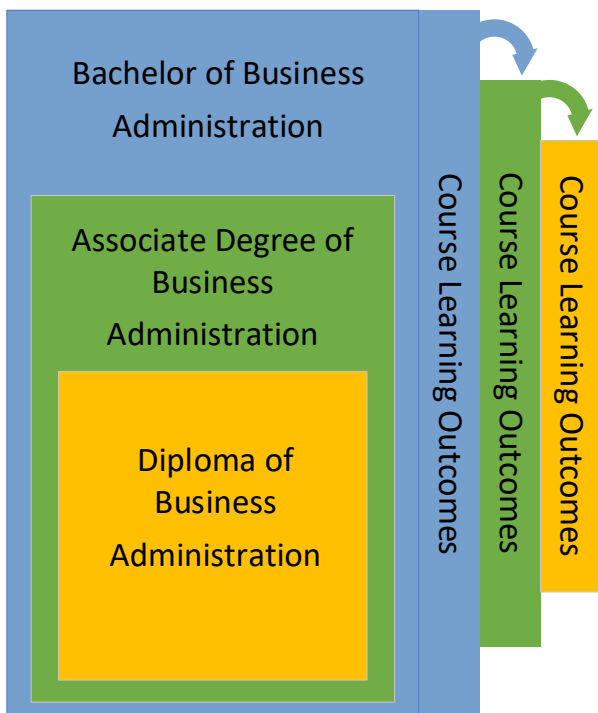 Bachelor of Business
Administration
Associate Degree of
Business
Administration
Diploma of
Business
Administration
Course Learning Outcomes
Course Learning Outcomes
Course Learning Outcomes